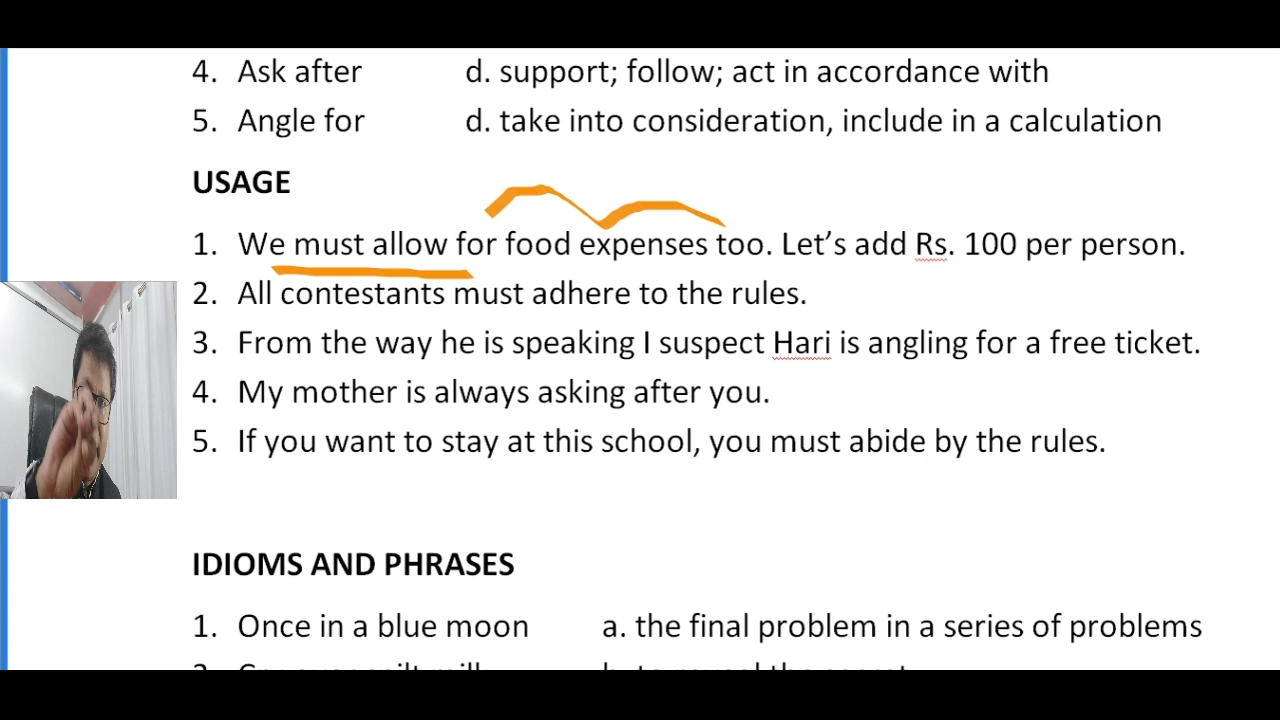 4. Ask after d. support; follow; act in accordance with
5. Angle for d. take into consideration, include in a calculation
USAGE
1. We must allow for food expenses too. Let’s add Rs. 100 per person.
2. All contestants must adhere to the rules.
3. From the way he is speaking I suspect Hari is angling for a free ticket.
4. My mother is always asking after you.
5. If you want to stay at this school, you must abide by the rules.
IDIOMS AND PHRASES
1. Once in a blue moon a. the final problem in a series of problems